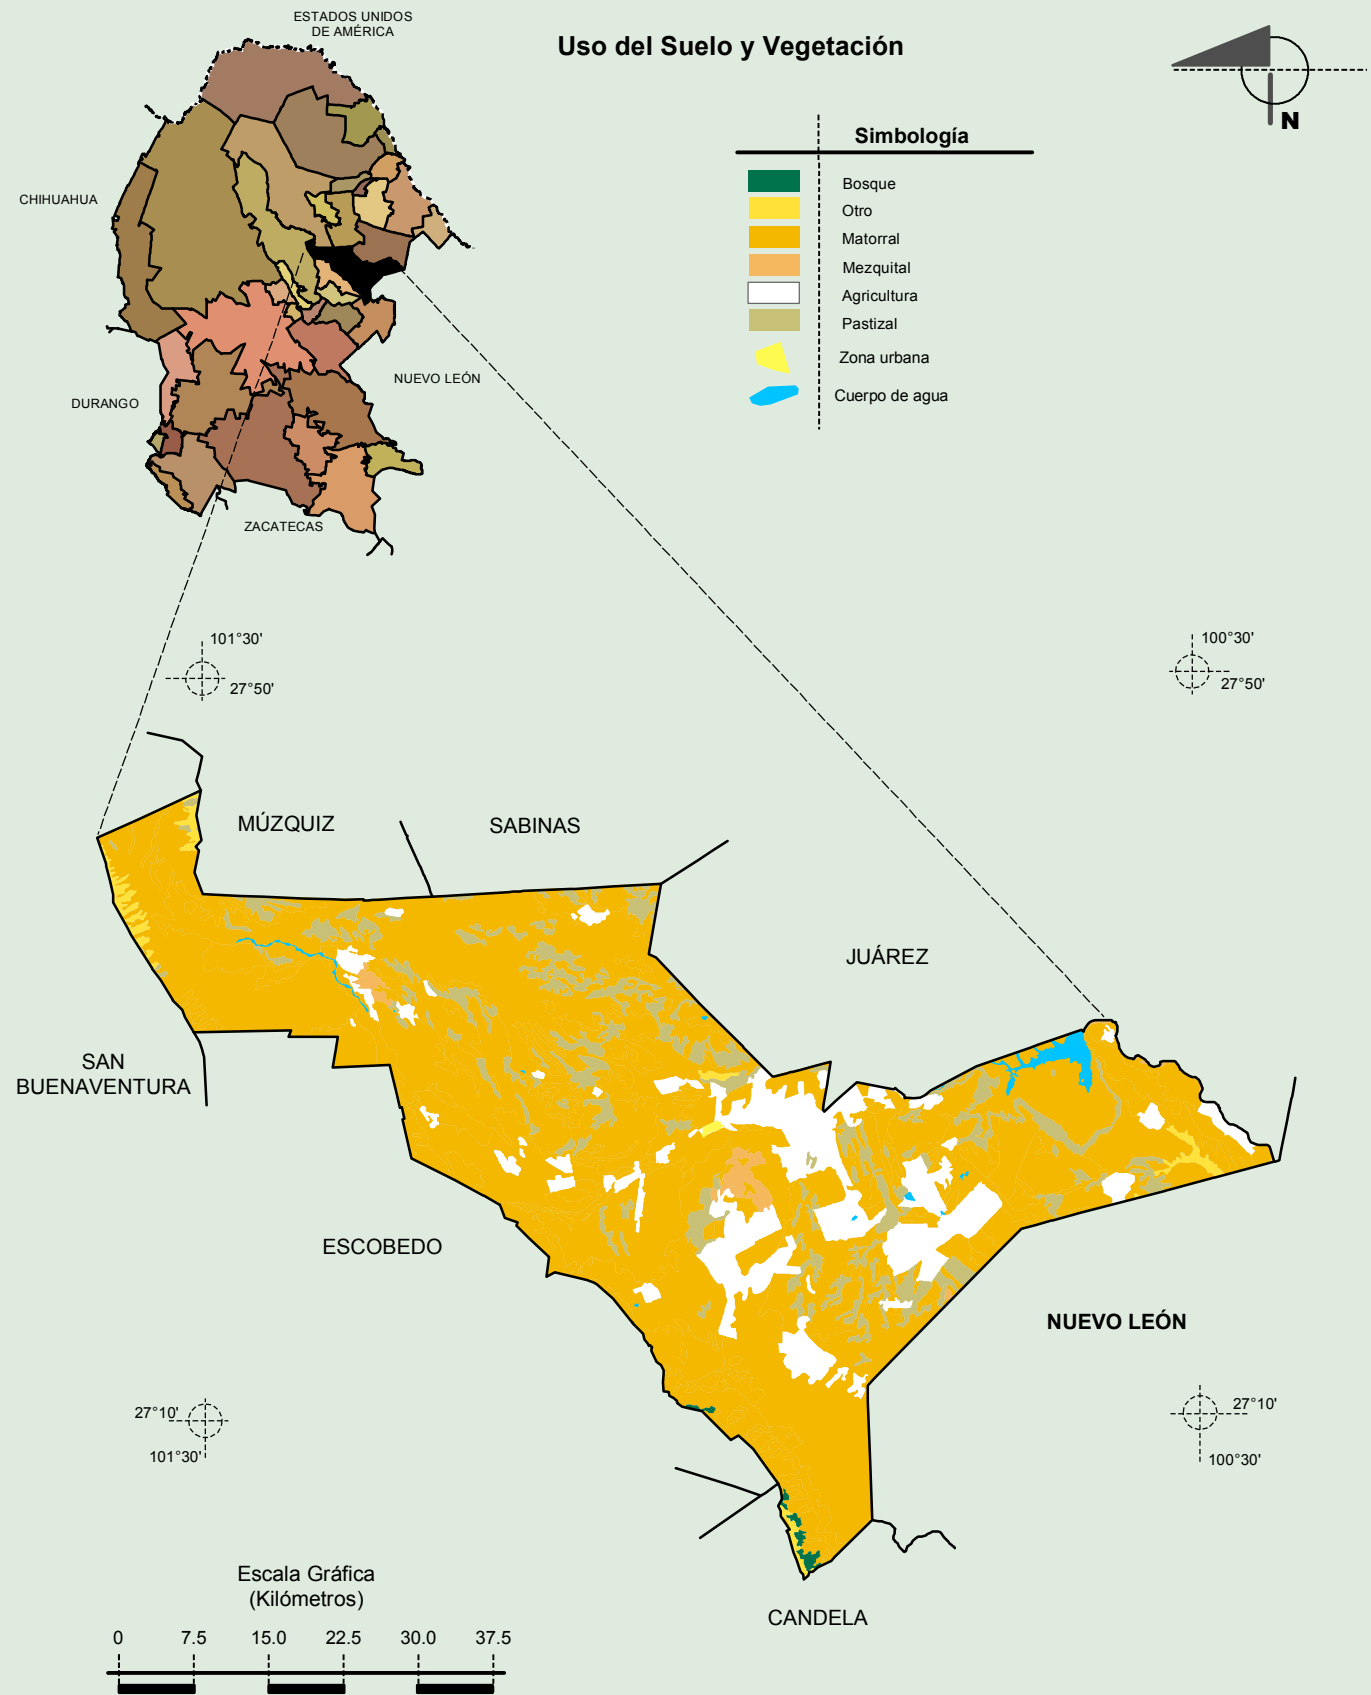 ESTADOS UNIDOS
DE AMÉRICA
Uso del Suelo y Vegetación
N
Simbología
Bosque
Otro
Matorral
Mezquital
Agricultura
Pastizal
Zona urbana
Cuerpo de agua
CHIHUAHUA
NUEVO LEÓN
DURANGO
ZACATECAS
101°30'
27°50'
100°30'
27°50'
MÚZQUIZ
SABINAS
JUÁREZ
SAN
BUENAVENTURA
ESCOBEDO
NUEVO LEÓN
27°10'
101°30'
27°10'
100°30'
CANDELA
Escala Gráfica
(Kilómetros)
0 7.5 15.0 22.5 30.0 37.5